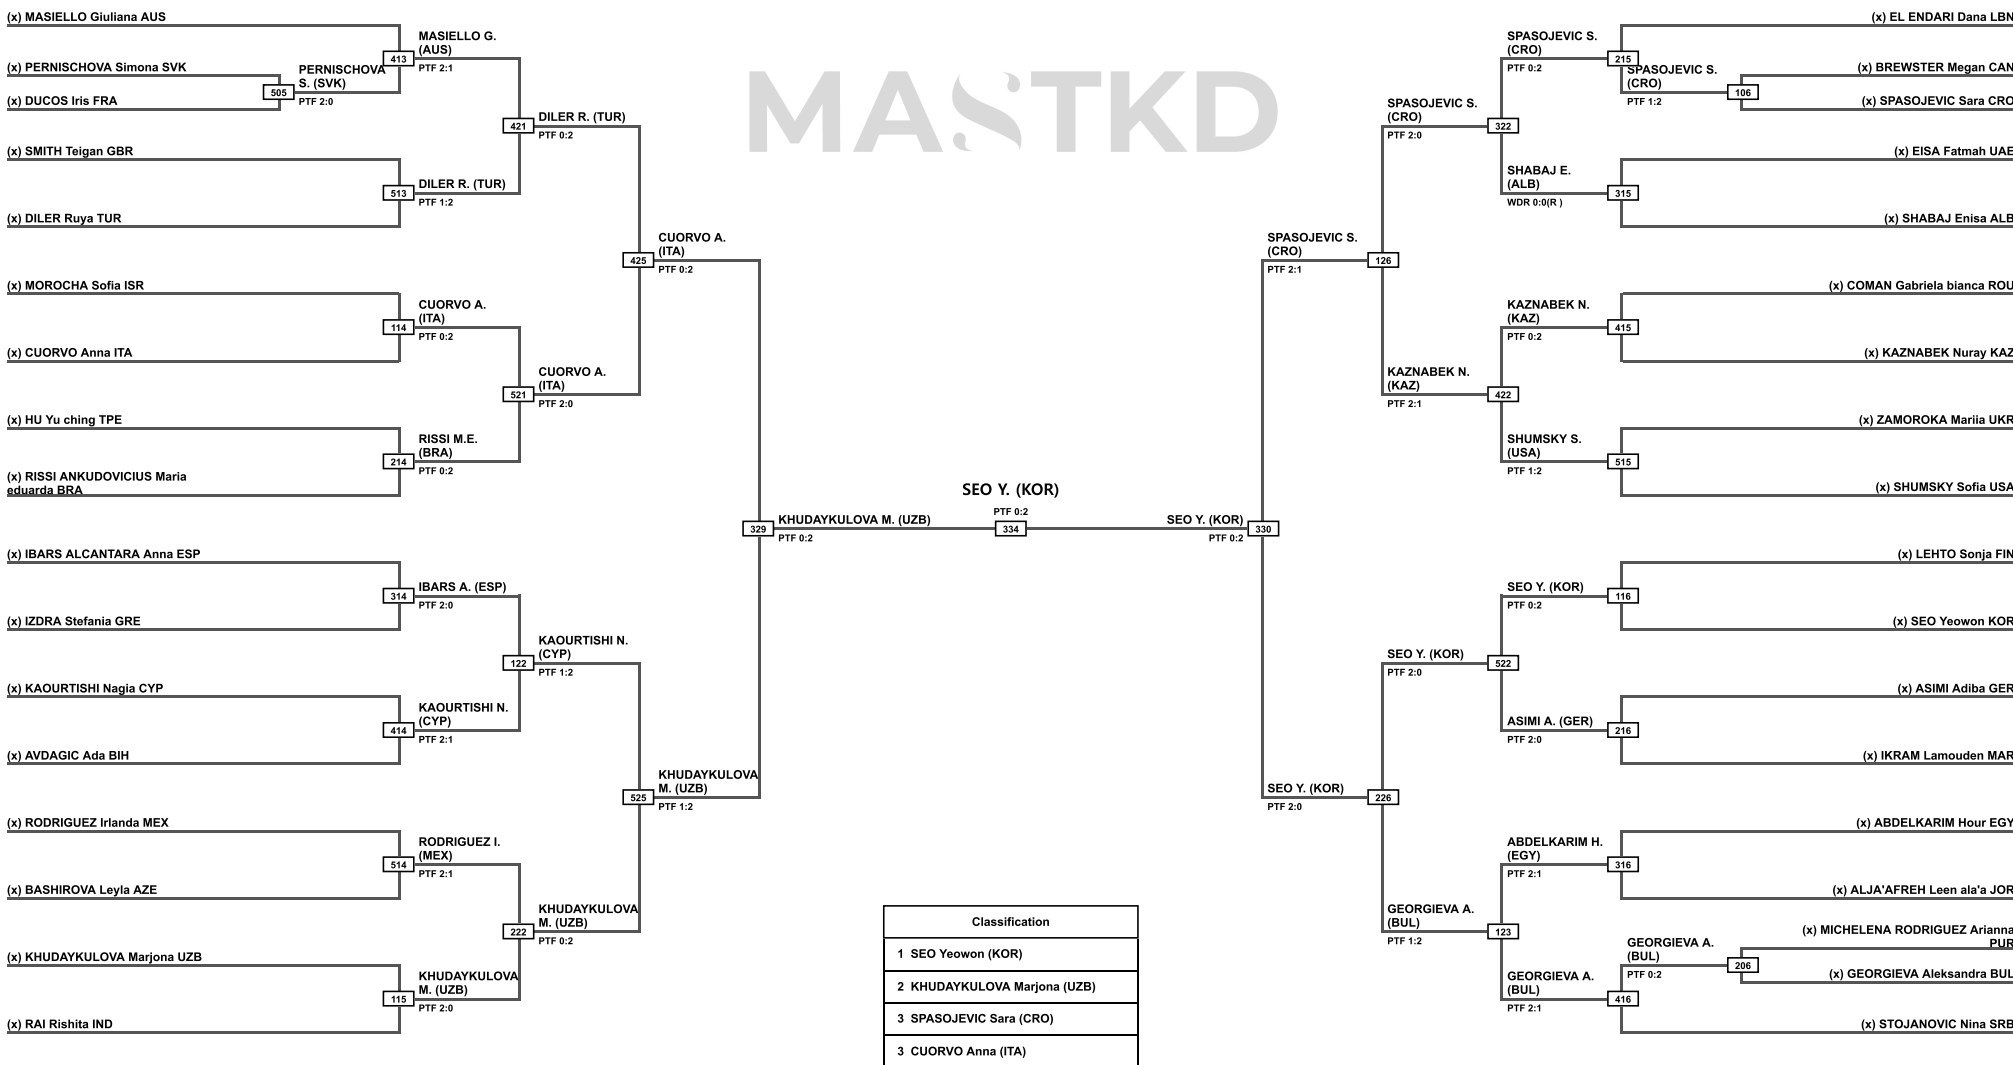 (x) MASIELLO Giuliana AUS
(x) PERNISCHOVA Simona SVK
(x) DUCOS Iris FRA
(x) SMITH Teigan GBR
(x) DILER Ruya TUR
(x) MOROCHA Sofia ISR
(x) CUORVO Anna ITA
(x) HU Yu ching TPE
(x) RISSI ANKUDOVICIUS Maria
eduarda BRA
(x) IBARS ALCANTARA Anna ESP
(x) IZDRA Stefania GRE
(x) KAOURTISHI Nagia CYP
(x) AVDAGIC Ada BIH
(x) RODRIGUEZ Irlanda MEX
(x) BASHIROVA Leyla AZE
(x) KHUDAYKULOVA Marjona UZB
(x) RAI Rishita IND
505
PERNISCHOVA
S. (SVK)
PTF 2:0
413
MASIELLO G.
(AUS)
PTF 2:1
513
DILER R. (TUR)
PTF 1:2
114
CUORVO A.
(ITA)
PTF 0:2
214
RISSI M.E.
(BRA)
PTF 0:2
314
IBARS A. (ESP)
PTF 2:0
414
KAOURTISHI N.
(CYP)
PTF 2:1
514
RODRIGUEZ I.
(MEX)
PTF 2:1
115
KHUDAYKULOVA
M. (UZB)
PTF 2:0
421
DILER R. (TUR)
PTF 0:2
521
CUORVO A.
(ITA)
PTF 2:0
122
KAOURTISHI N.
(CYP)
PTF 1:2
222
KHUDAYKULOVA
M. (UZB)
PTF 0:2
425
CUORVO A.
(ITA)
PTF 0:2
525
KHUDAYKULOVA
M. (UZB)
PTF 1:2
329
KHUDAYKULOVA M. (UZB)
PTF 0:2
MASTKD
SEO Y. (KOR)
PTF 0:2
334
SEO Y. (KOR)
PTF 0:2
330
SPASOJEVIC S.
(CRO)
PTF 2:1
126
SEO Y. (KOR)
PTF 2:0
226
SPASOJEVIC S.
(CRO)
PTF 2:0
322
KAZNABEK N.
(KAZ)
PTF 2:1
422
SEO Y. (KOR)
PTF 2:0
522
GEORGIEVA A.
(BUL)
PTF 1:2
123
SPASOJEVIC S.
(CRO)
PTF 0:2
215
SHABAJ E.
(ALB)
WDR 0:0(R )
315
KAZNABEK N.
(KAZ)
PTF 0:2
415
SHUMSKY S.
(USA)
PTF 1:2
515
SEO Y. (KOR)
PTF 0:2
116
ASIMI A. (GER)
PTF 2:0
216
ABDELKARIM H.
(EGY)
PTF 2:1
316
GEORGIEVA A.
(BUL)
PTF 2:1
416
SPASOJEVIC S.
(CRO)
PTF 1:2
106
GEORGIEVA A.
(BUL)
PTF 0:2
206
(x) EL ENDARI Dana LBN
(x) BREWSTER Megan CAN
(x) SPASOJEVIC Sara CRO
(x) EISA Fatmah UAE
(x) SHABAJ Enisa ALB
(x) COMAN Gabriela bianca ROU
(x) KAZNABEK Nuray KAZ
(x) ZAMOROKA Mariia UKR
(x) SHUMSKY Sofia USA
(x) LEHTO Sonja FIN
(x) SEO Yeowon KOR
(x) ASIMI Adiba GER
(x) IKRAM Lamouden MAR
(x) ABDELKARIM Hour EGY
(x) ALJA'AFREH Leen ala'a JOR
(x) MICHELENA RODRIGUEZ Arianna
PUR
(x) GEORGIEVA Aleksandra BUL
(x) STOJANOVIC Nina SRB
Classification
1 SEO Yeowon (KOR)
2 KHUDAYKULOVA Marjona (UZB)
3 SPASOJEVIC Sara (CRO)
3 CUORVO Anna (ITA)